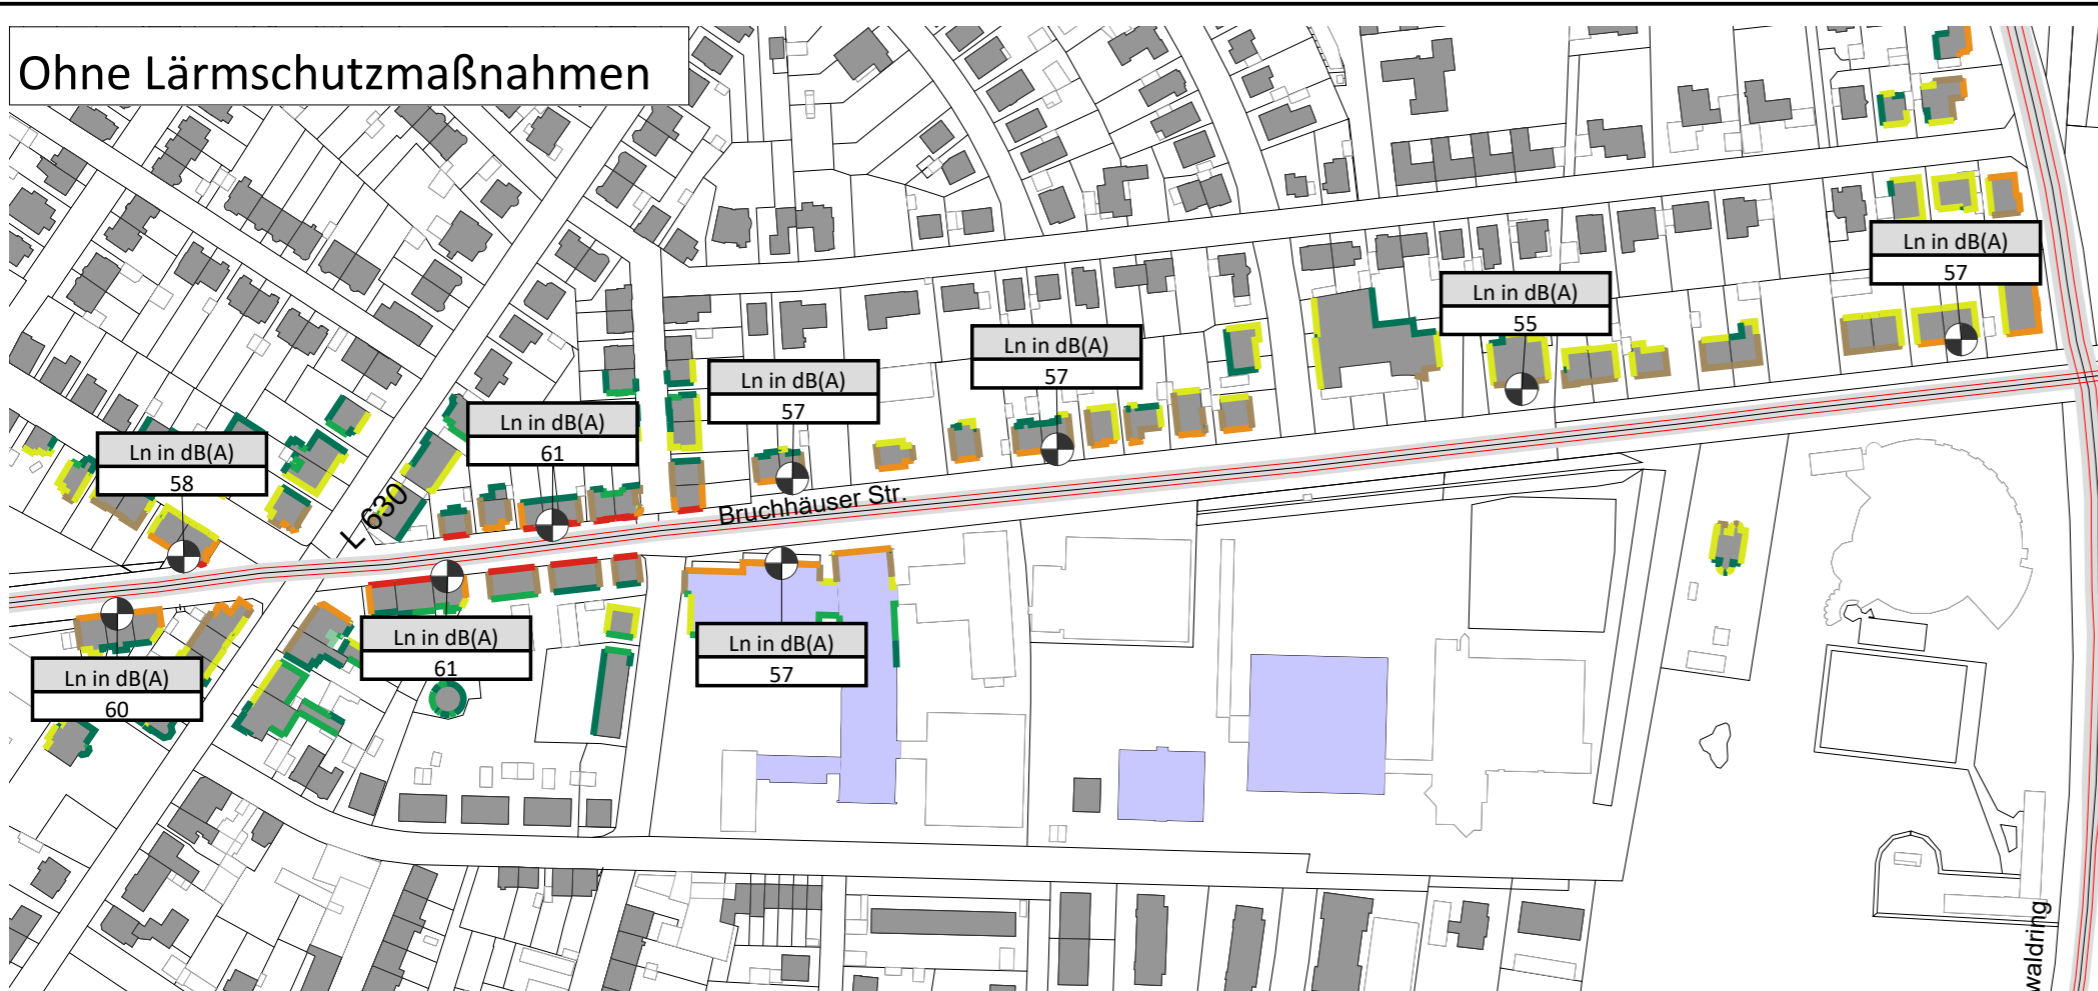 Ohne Lärmschutzmaßnahmen
Ln in dB(A)
57
Ln in dB(A)
55
Ln in dB(A)
57
Ln in dB(A)
57
Ln in dB(A)
61
Ln in dB(A)
58
L 630
Bruchhäuser Str.
Ln in dB(A)
61
Ln in dB(A)
57
Ln in dB(A)
60
waldring